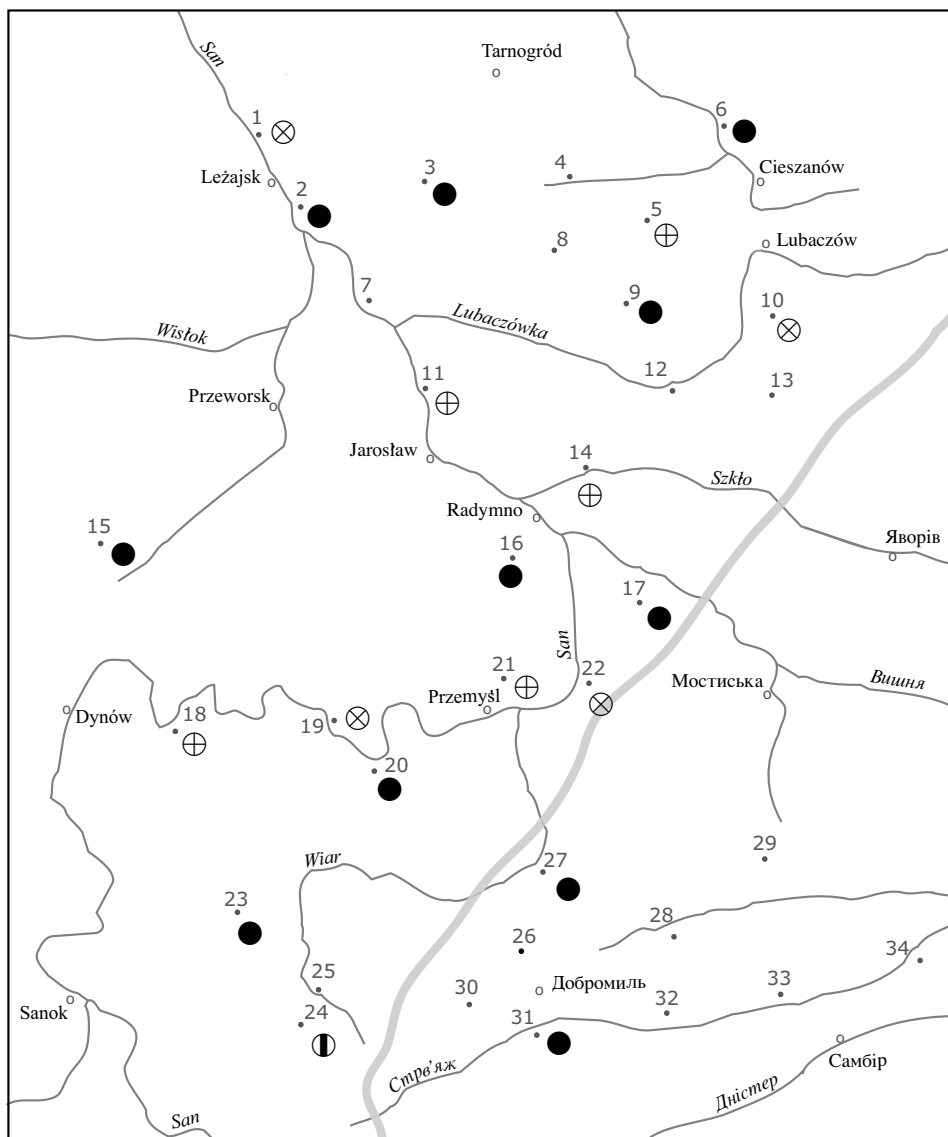 San
Tarnogród
1
6
3
4
Leżajsk
Cieszanów
2
5
8
Lubaczów
7
9
10
Lubaczówka
Wisłok
11
12
13
Przeworsk
Jarosław
14
Szkło
Radymno
15
16
Яворів
17
San
21
22
Przemyśl
Мостиська
Вишня
Dynów
18
19
20
Wiar
27
29
23
28
26
34
25
Sanok
30
Добромиль
33
24
31
32
Стрв’яж
Самбір
Дністер
San